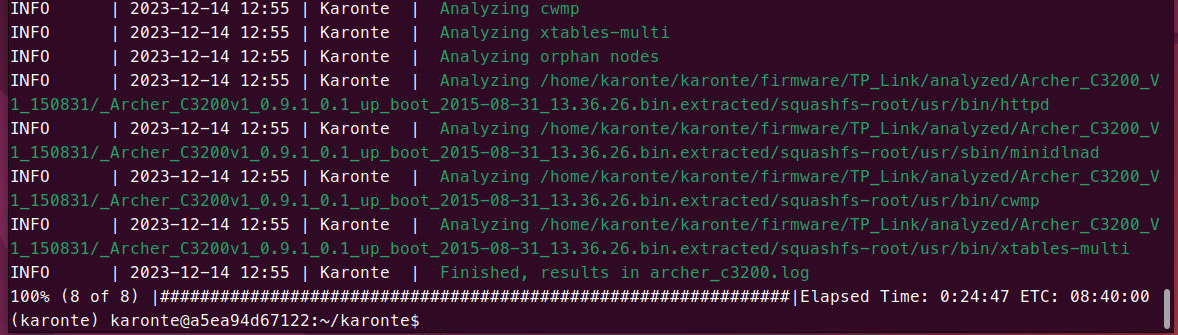 INFO      | 2023-12-14 12:55 | Karonte  |  Analyzing cwmp
INFO      | 2023-12-14 12:55 | Karonte  |  Analyzing xtables-multi
INFO      | 2023-12-14 12:55 | Karonte  |  Analyzing orphan nodes
INFO      | 2023-12-14 12:55 | Karonte  |  Analyzing /home/karonte/karonte/firmware/TP_Link/analyzed/Archer_C3200_V
1_150831/_Archer_C3200v1_0.9.1_0.1_up_boot_2015-08-31_13.36.26.bin.extracted/squashfs-root/usr/bin/httpd
INFO      | 2023-12-14 12:55 | Karonte  |  Analyzing /home/karonte/karonte/firmware/TP_Link/analyzed/Archer_C3200_V
1_150831/_Archer_C3200v1_0.9.1_0.1_up_boot_2015-08-31_13.36.26.bin.extracted/squashfs-root/usr/sbin/minidlnad
INFO      | 2023-12-14 12:55 | Karonte  |  Analyzing /home/karonte/karonte/firmware/TP_Link/analyzed/Archer_C3200_V
1_150831/_Archer_C3200v1_0.9.1_0.1_up_boot_2015-08-31_13.36.26.bin.extracted/squashfs-root/usr/bin/cwmp
INFO      | 2023-12-14 12:55 | Karonte  |  Analyzing /home/karonte/karonte/firmware/TP_Link/analyzed/Archer_C3200_V
1_150831/_Archer_C3200v1_0.9.1_0.1_up_boot_2015-08-31_13.36.26.bin.extracted/squashfs-root/usr/bin/xtables-multi
INFO      | 2023-12-14 12:55 | Karonte  |  Finished, results in archer_c3200.log
100% (8 of 8) |###############################################################|Elapsed Time: 0:24:47 ETC: 08:40:00
(karonte) karonte@a5ea94d67122:~/karonte$